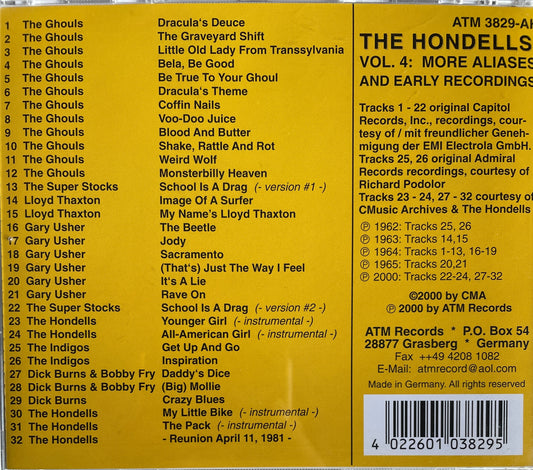 1 The Ghouls Dracula's Deuce
2 The Ghouls The Graveyard Shift
3 The Ghouls Little Old Lady From Transsylvania
4 The Ghouls Bela, Be Good
5 The Ghouls Be True To Your Ghoul
6 The Ghouls Dracula's Theme
7 The Ghouls Coffin Nails
8 The Ghouls Voo-Doo Juice
9 The Ghouls Blood And Butter
10 The Ghouls Shake, Rattle And Rot
11 The Ghouls Weird Wolf
12 The Ghouls Monsterbilly Heaven
13 The Super Stocks School Is A Drag (- version #1 -)
14 Lloyd Thaxton Image Of A Surfer
15 Lloyd Thaxton My Name's Lloyd Thaxton
16 Gary Usher The Beetle
17 Gary Usher Jody
18 Gary Usher Sacramento
19 Gary Usher (That's) Just The Way I Feel
20 Gary Usher It's A Lie
21 Gary Usher Rave On
22 The Super Stocks School Is A Drag (- version #2 -)
23 The Hondells Younger Girl (- instrumental -)
24 The Hondells All-American Girl (- instrumental -)
25 The Indigos Get Up And Go
26 The Indigos Inspiration
27 Dick Burns & Bobby Fry Daddy's Dice
28 Dick Burns & Bobby Fry (Big) Mollie
29 Dick Burns Crazy Blues
30 The Hondells My Little Bike (- instrumental -)
31 The Hondells The Pack (- instrumental -)
32 The Hondells - Reunion April 11, 1981 -
ATM 3829-AH
THE HONDELLS
VOL. 4: MORE ALIASES
AND EARLY RECORDINGS
Tracks 1 - 22 original Capitol
Records, Inc., recordings, cour-
tesy of / mit freundlicher Geneh-
migung der EMI Electrola GmbH.
Tracks 25, 26 original Admiral
Records recordings, courtesy of
Richard Podolor
Tracks 23 - 24, 27 - 32 courtesy of
CMusic Archives & The Hondells
℗ 1962: Tracks 25, 26
℗ 1963: Tracks 14,15
℗ 1964: Tracks 1-13, 16-19
℗ 1965: Tracks 20,21
℗ 2000: Tracks 22-24, 27-32
©2000 by CMA
℗ 2000 by ATM Records
ATM Records * P.O. Box 54
28877 Grasberg * Germany
Fax ++49 4208 1082
E-Mail: atmrecord@aol.com
Made in Germany. All rights reserved
4 022601 038295